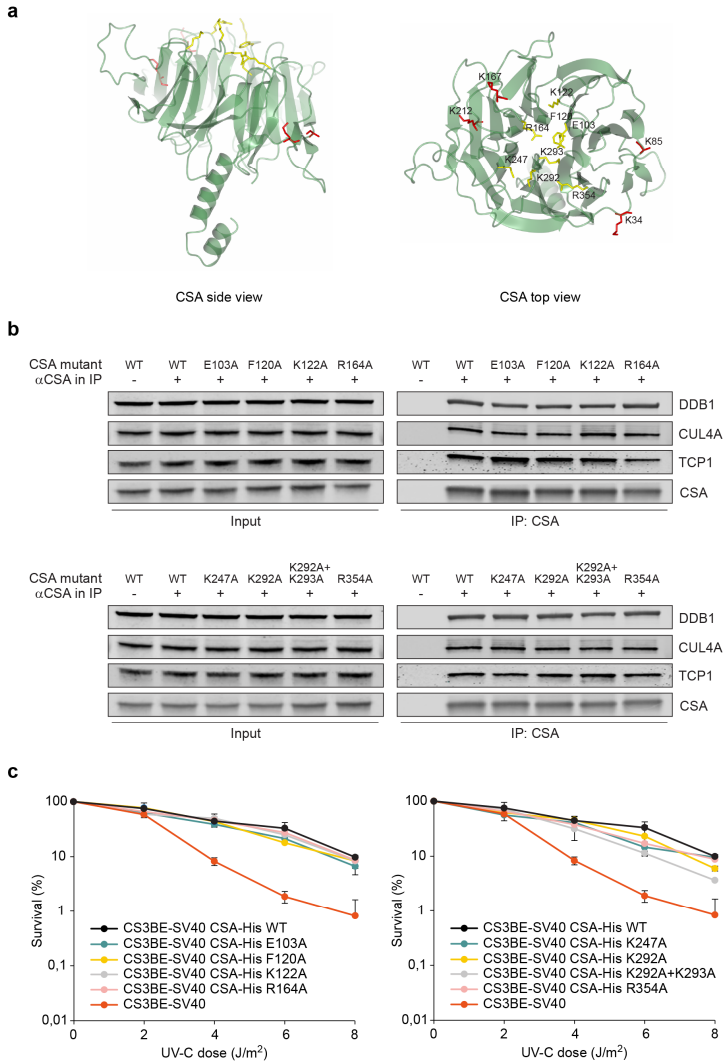 a
K167
K122
K212
F120
E103
R164
K85
K293
K247
K292
R354
K34
CSA side view
CSA top view
b
CSA mutant WT WT E103A F120A K122A R164A WT WT E103A F120A K122A R164A
αCSA in IP - + + + + + - + + + + +
DDB1
CUL4A
TCP1
CSA
Input
IP: CSA
K292A+ K292A+
CSA mutant WT WT K247A K292A K293A R354A WT WT K247A K292A K293A R354A
αCSA in IP - + + + + + - + + + + +
DDB1
CUL4A
TCP1
CSA
Input
IP: CSA
c
Survival (%)
100
10
1
0,1
0,01
CS3BE-SV40 CSA-His WT
CS3BE-SV40 CSA-His E103A
CS3BE-SV40 CSA-His F120A
CS3BE-SV40 CSA-His K122A
CS3BE-SV40 CSA-His R164A
CS3BE-SV40
0 2 4 6 8
UV-C dose (J/m²)
Survival (%)
100
10
1
0,1
0,01
CS3BE-SV40 CSA-His WT
CS3BE-SV40 CSA-His K247A
CS3BE-SV40 CSA-His K292A
CS3BE-SV40 CSA-His K292A+K293A
CS3BE-SV40 CSA-His R354A
CS3BE-SV40
0 2 4 6 8
UV-C dose (J/m²)